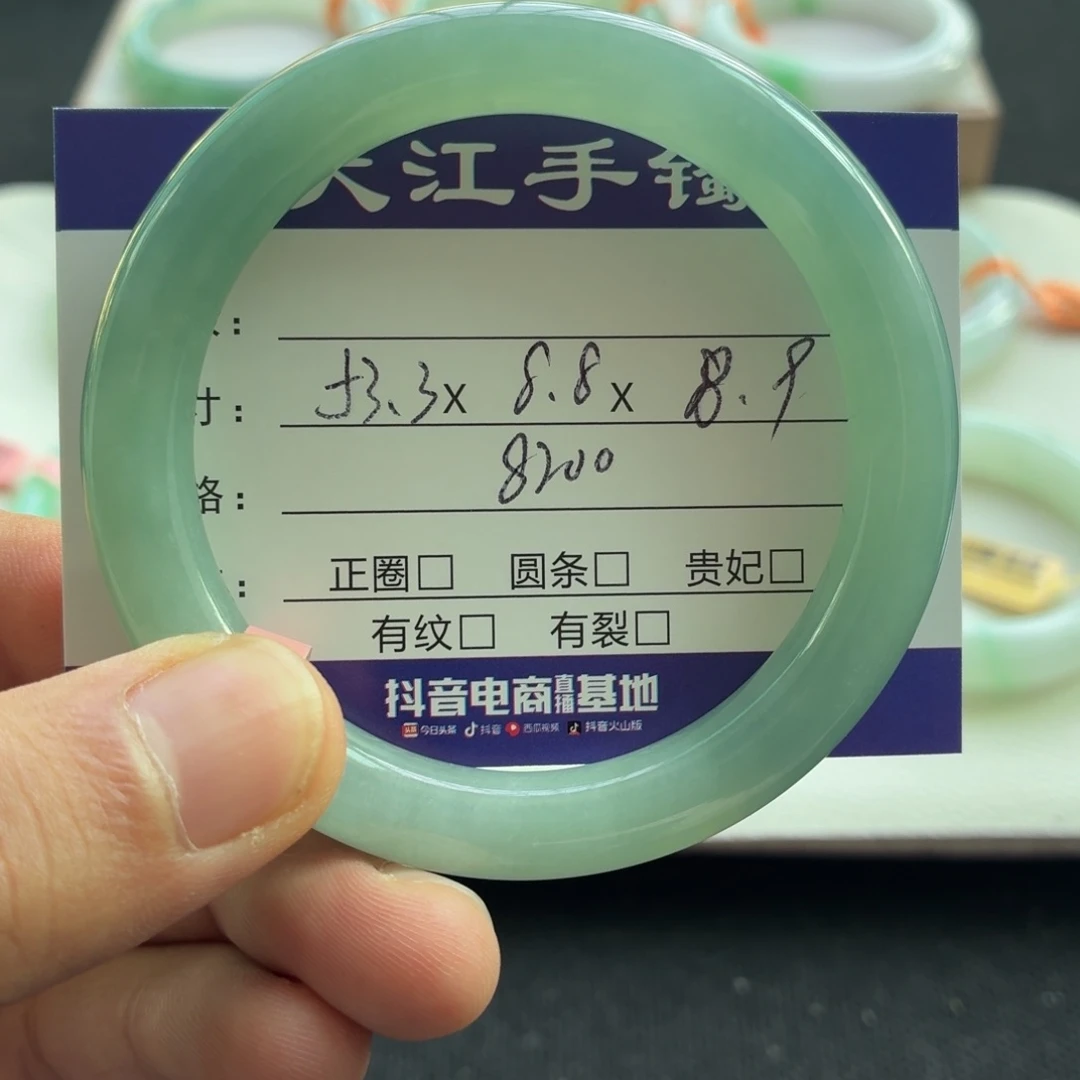 大江手镯
寸：53.3x 8.8x 8.9
格：8200
正圈□ 圆条□ 贵妃□
有纹□ 有裂□
抖音电商直播基地
今日头条 抖音 西瓜视频 抖音火山版